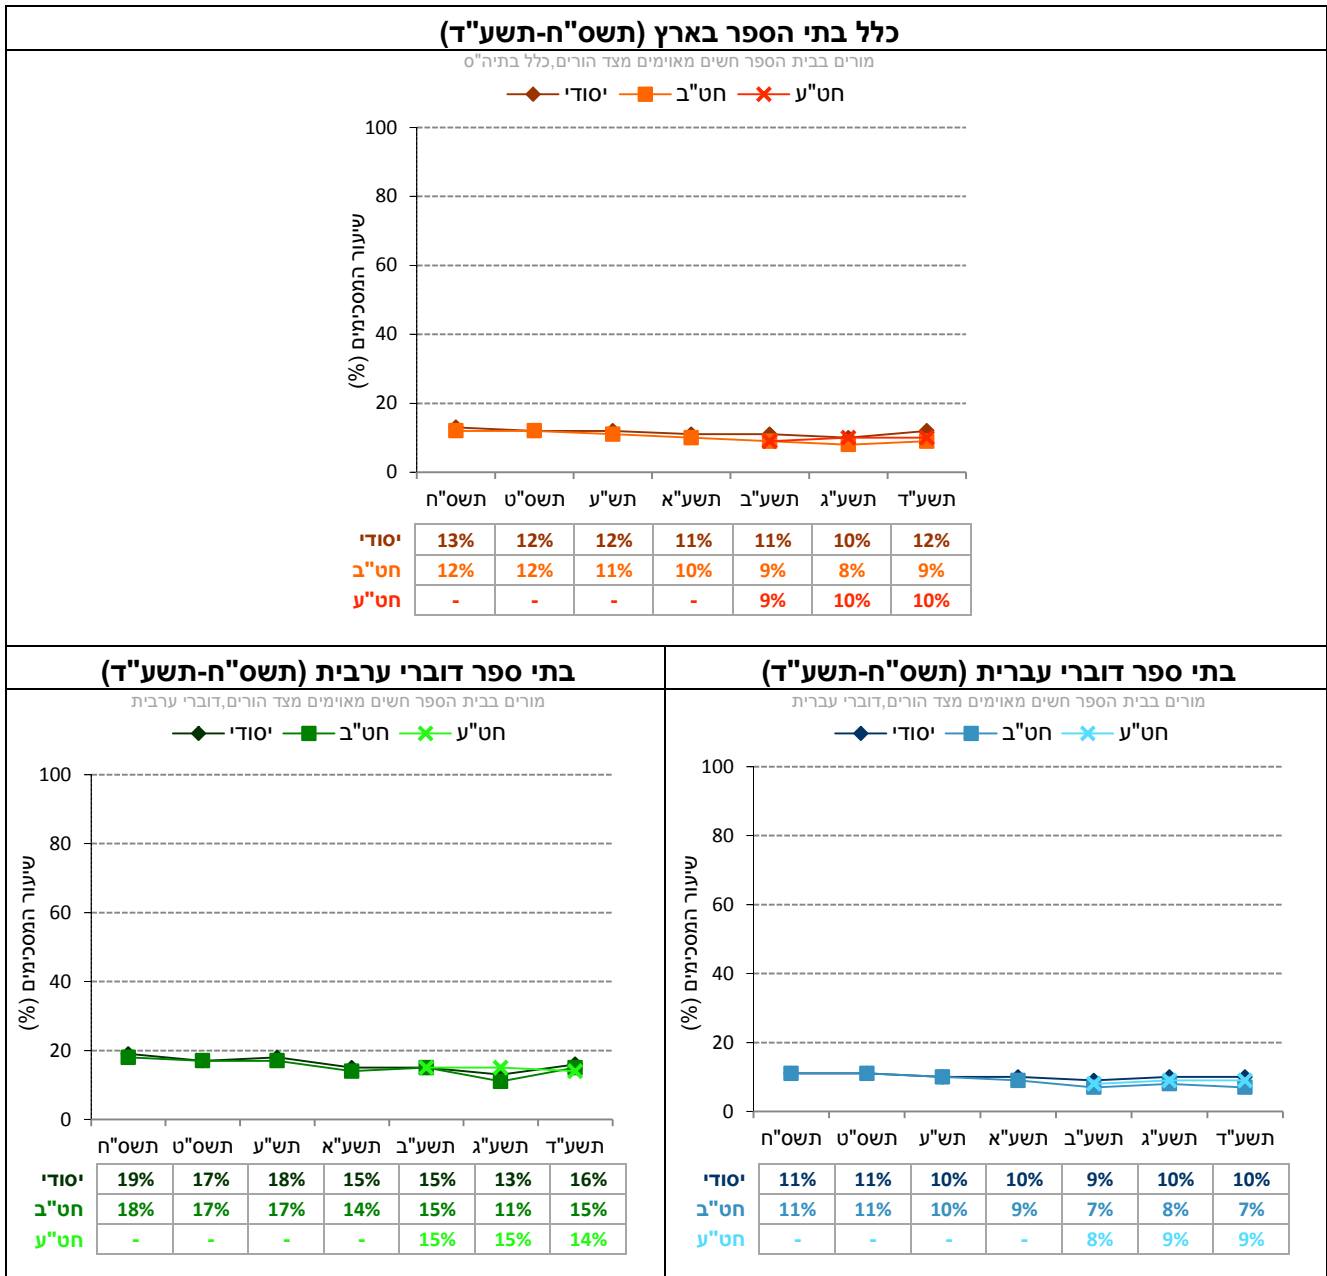 כלל בתי הספר בארץ (תשס"ח-תשע"ד)
מורים בבית הספר חשים מאוימים מצד הורים,כלל בתיה"ס
יסודי חט"ב חט"ע
שיעור המסכימים (%)
100
80
60
40
20
0
תשס"ח תשס"ט תש"ע תשע"א תשע"ב תשע"ג תשע"ד
יסודי 13% 12% 12% 11% 11% 10% 12%
חט"ב 12% 12% 11% 10% 9% 8% 9%
חט"ע - - - - 9% 10% 10%
בתי ספר דוברי עברית (תשס"ח-תשע"ד)
מורים בבית הספר חשים מאוימים מצד הורים,דוברי עברית
יסודי חט"ב חט"ע
שיעור המסכימים (%)
100
80
60
40
20
0
תשס"ח תשס"ט תש"ע תשע"א תשע"ב תשע"ג תשע"ד
יסודי 11% 11% 10% 10% 9% 10% 10%
חט"ב 11% 11% 10% 9% 7% 8% 7%
חט"ע - - - - 8% 9% 9%
בתי ספר דוברי ערבית (תשס"ח-תשע"ד)
מורים בבית הספר חשים מאוימים מצד הורים,דוברי ערבית
יסודי חט"ב חט"ע
שיעור המסכימים (%)
100
80
60
40
20
0
תשס"ח תשס"ט תש"ע תשע"א תשע"ב תשע"ג תשע"ד
יסודי 19% 17% 18% 15% 15% 13% 16%
חט"ב 18% 17% 17% 14% 15% 11% 15%
חט"ע - - - - 15% 15% 14%